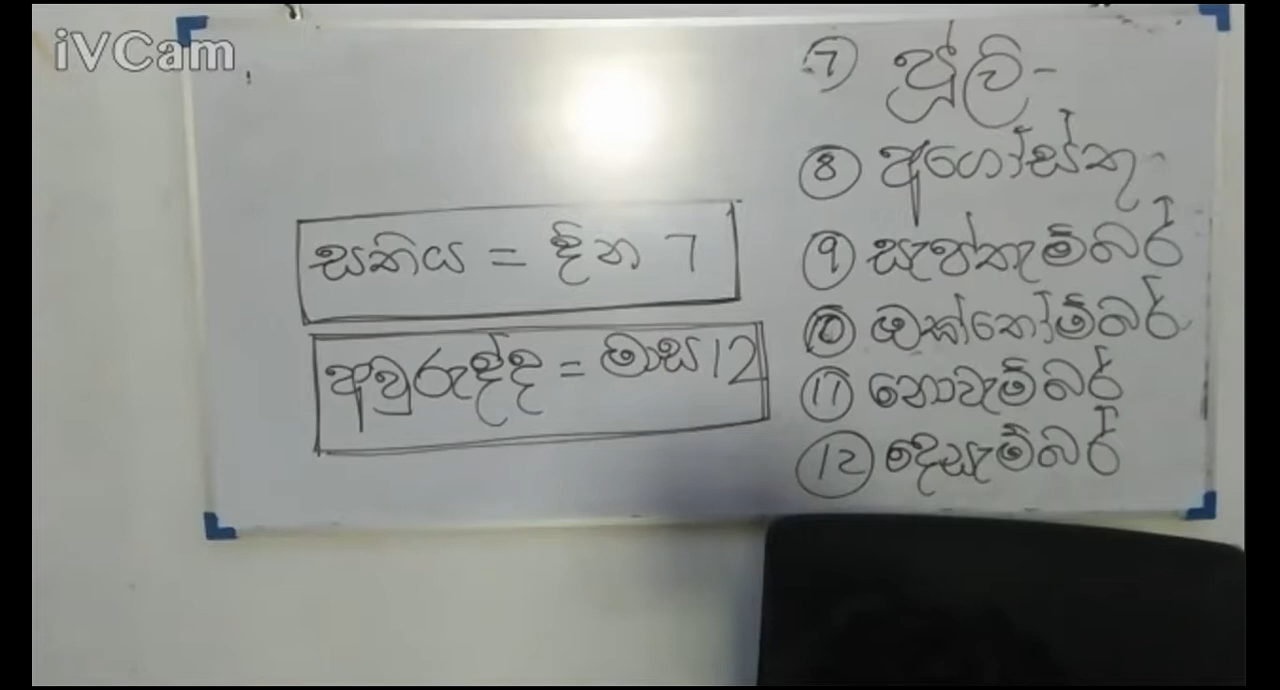 iVCam
සතිය = දින 7
අවුරුද්ද = මාස 12
7 ජූලි -
8 අගෝස්තු -
9 සැප්තැම්බර්
10 ඔක්තෝම්බර්
11 නොවැම්බර්
12 දෙසැම්බර්